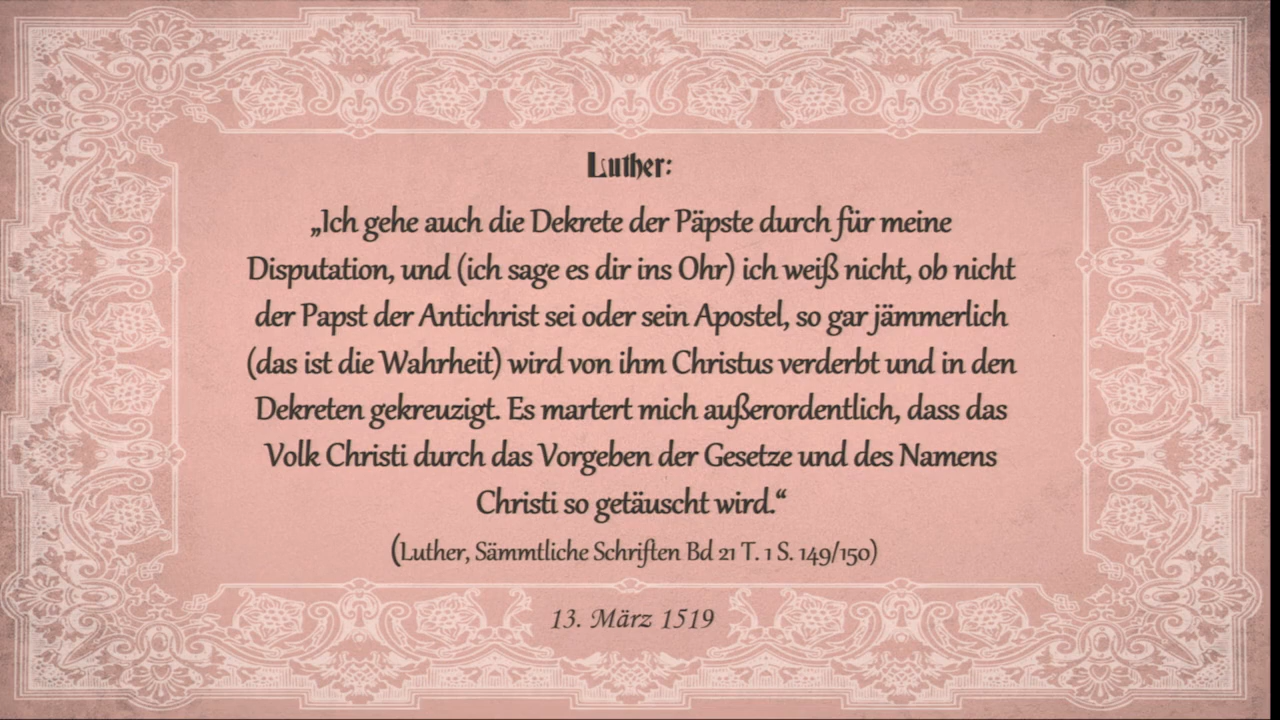 Luther:
„Ich gehe auch die Dekrete der Päpste durch für meine
Disputation, und (ich sage es dir ins Ohr) ich weiß nicht, ob nicht
der Papst der Antichrist sei oder sein Apostel, so gar jämmerlich
(das ist die Wahrheit) wird von ihm Christus verderbt und in den
Dekreten gekreuzigt. Es martert mich außerordentlich, dass das
Volk Christi durch das Vorgeben der Gesetze und des Namens
Christi so getäuscht wird.“
(Luther, Sämmtliche Schriften Bd 21 T. 1 S. 149/150)
13. März 1519